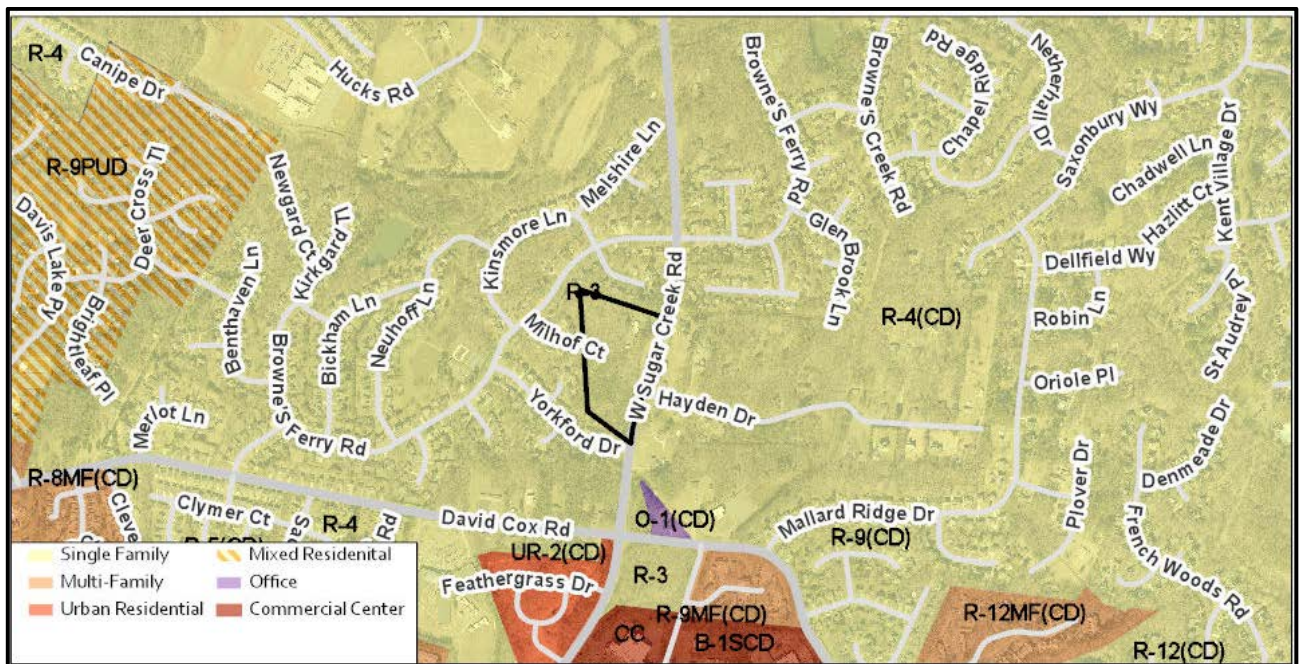 R-4
Canipe Dr
Hucks Rd
Browne'S Ferry Rd
Browne'S Creek Rd
Chapel Ridge Rd
Netherhall Dr
Saxonbury Wy
Kent Village Dr
Chadwell Ln
Hazlitt Ct
R-9PUD
Deer Cross Tl
Davis Lake Py
Brightleaf Pl
Newgard Ct
Kirkgard Tl
Benthaven Ln
Bickham Ln
Neuhoff Ln
Kinsmore Ln
Melshire Ln
Glen Brook Ln
Dellfield Wy
Robin Ln
Oriole Pl
St Audrey Pl
R-3
Milhof Ct
W Sugar Creek Rd
R-4(CD)
Hayden Dr
Yorkford Dr
Browne'S Ferry Rd
Merlot Ln
Plover Dr
Denmeade Dr
French Woods Rd
R-8MF(CD)
Clymer Ct
R-4
Rd
David Cox Rd
O-1(CD)
Mallard Ridge Dr
R-9(CD)
UR-2(CD)
Feathergrass Dr
R-3
R-9MF(CD)
CC
B-1SCD
R-12MF(CD)
R-12(CD)
Single Family
Mixed Residental
Multi-Family
Office
Urban Residential
Commercial Center